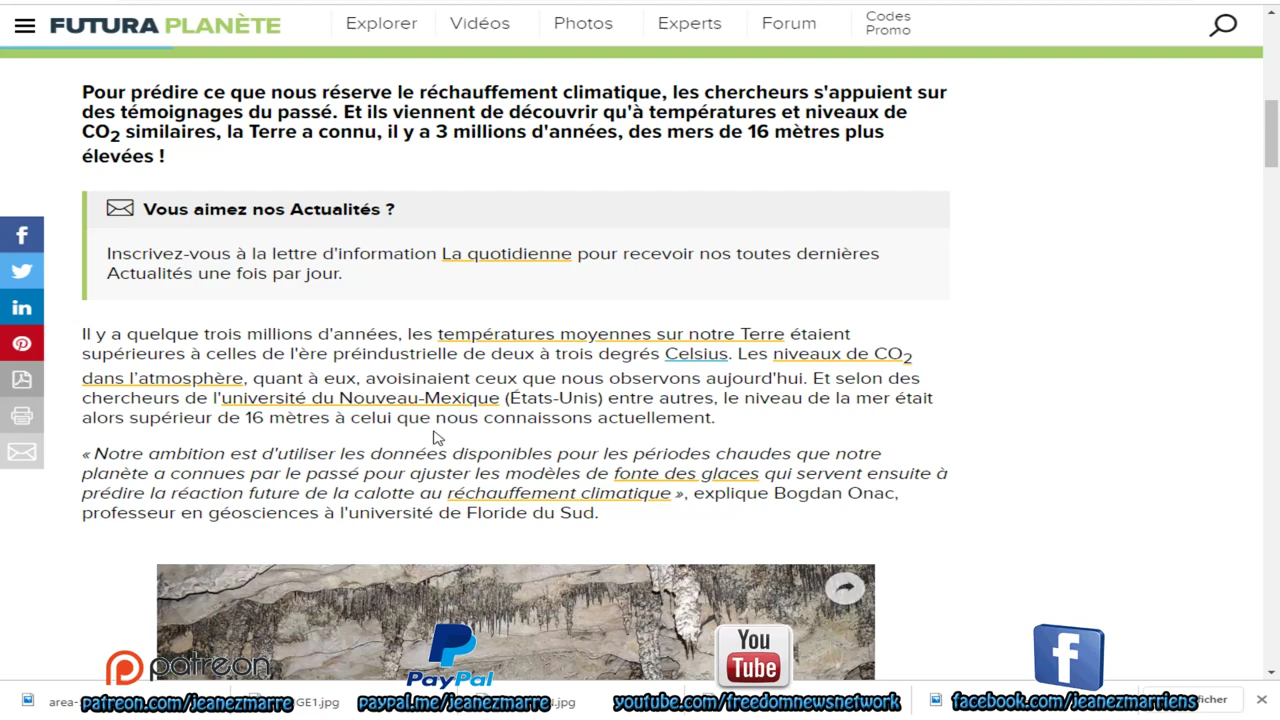 FUTURA PLANÈTE
Explorer
Vidéos
Photos
Experts
Forum
Codes
Promo
Pour prédire ce que nous réserve le réchauffement climatique, les chercheurs s'appuient sur
des témoignages du passé. Et ils viennent de découvrir qu'à températures et niveaux de
CO2 similaires, la Terre a connu, il y a 3 millions d'années, des mers de 16 mètres plus
élevées !
Vous aimez nos Actualités ?
Inscrivez-vous à la lettre d'information La quotidienne pour recevoir nos toutes dernières
Actualités une fois par jour.
Il y a quelque trois millions d'années, les températures moyennes sur notre Terre étaient
supérieures à celles de l'ère préindustrielle de deux à trois degrés Celsius. Les niveaux de CO2
dans l'atmosphère, quant à eux, avoisinaient ceux que nous observons aujourd'hui. Et selon des
chercheurs de l'université du Nouveau-Mexique (États-Unis) entre autres, le niveau de la mer était
alors supérieur de 16 mètres à celui que nous connaissons actuellement.
« Notre ambition est d'utiliser les données disponibles pour les périodes chaudes que notre
planète a connues par le passé pour ajuster les modèles de fonte des glaces qui servent ensuite à
prédire la réaction future de la calotte au réchauffement climatique », explique Bogdan Onac,
professeur en géosciences à l'université de Floride du Sud.
patreon
PayPal
You
Tube
patreon.com/jeanezmarre
paypal.me/jeanezmarre
youtube.com/freedomnewsnetwork
facebook.com/jeanezmarriens